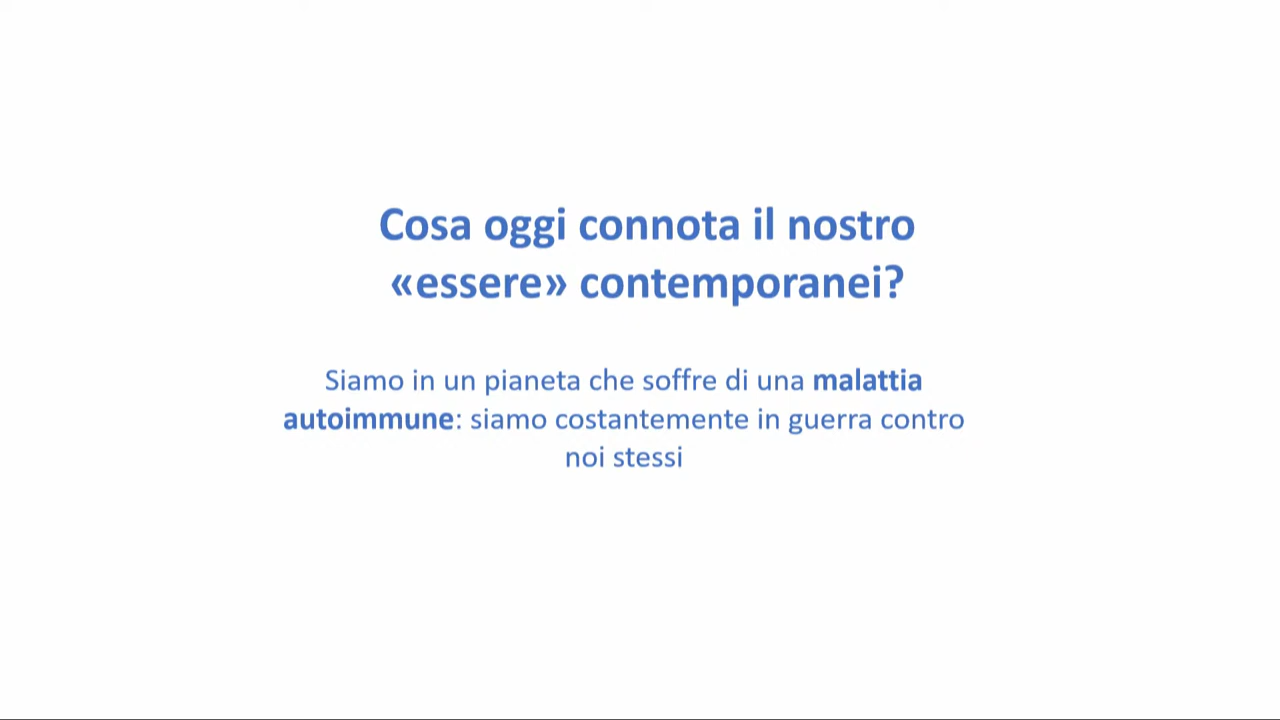 Cosa oggi connota il nostro
«essere» contemporanei?
Siamo in un pianeta che soffre di una malattia
autoimmune: siamo costantemente in guerra contro
noi stessi